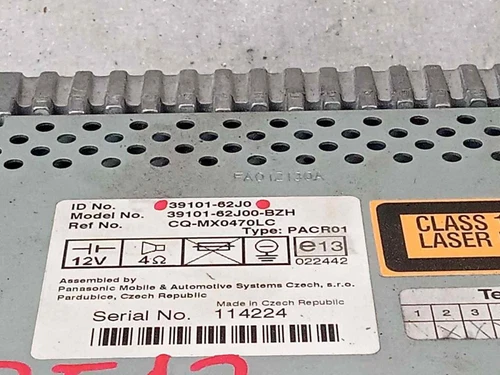 FA012130A
ID No. 39101-62J0
Model No. 39101-62J00-BZH
Ref No. CQ-MX0470LC
Type: PACR01
12V
4Ω
e13
022442
Assembled by
Panasonic Mobile & Automotive Systems Czech, s.r.o.
Pardubice, Czech Republic
Made in Czech Republic
Serial No. 114224
CLASS
LASER
Te
1 2 3